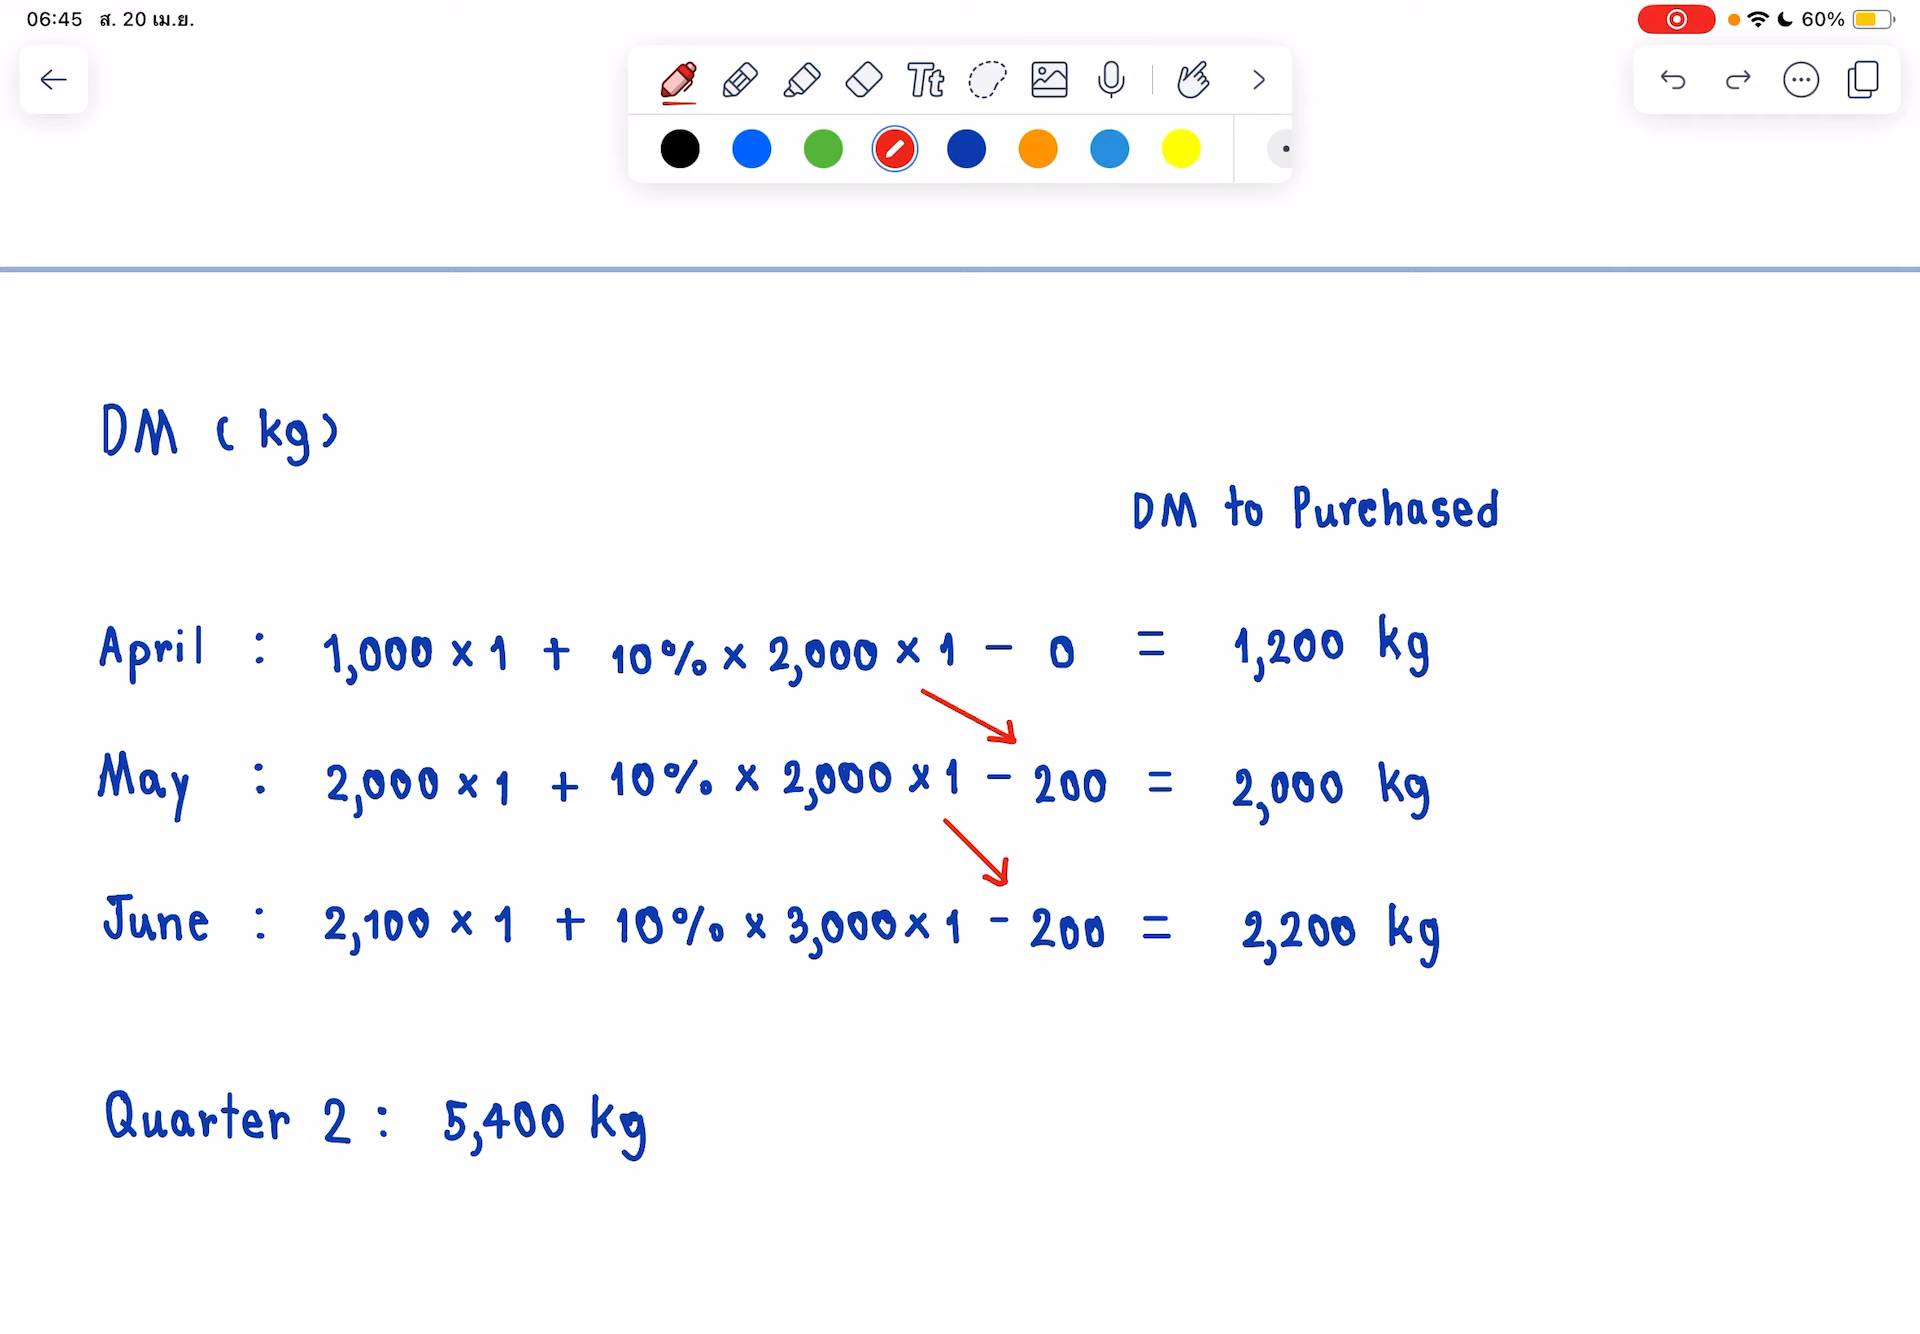 06:45 ส. 20 เม.ย. 60%
Tt
DM (kg)
DM to Purchased
April : 1,000 x 1 + 10% x 2,000 x 1 - 0 = 1,200 kg
May : 2,000 x 1 + 10% x 2,000 x 1 - 200 = 2,000 kg
June : 2,100 x 1 + 10% x 3,000 x 1 - 200 = 2,200 kg
Quarter 2 : 5,400 kg